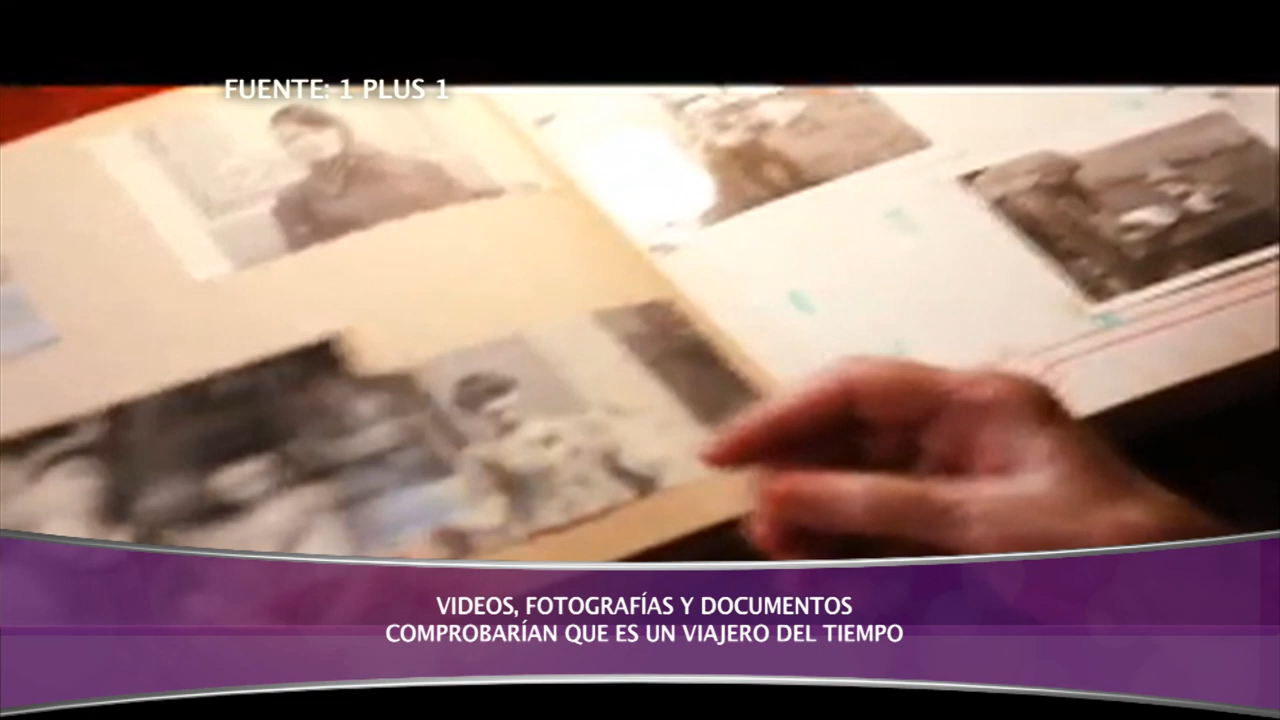 FUENTE: 1 PLUS 1
VIDEOS, FOTOGRAFÍAS Y DOCUMENTOS
COMPROBARÍAN QUE ES UN VIAJERO DEL TIEMPO